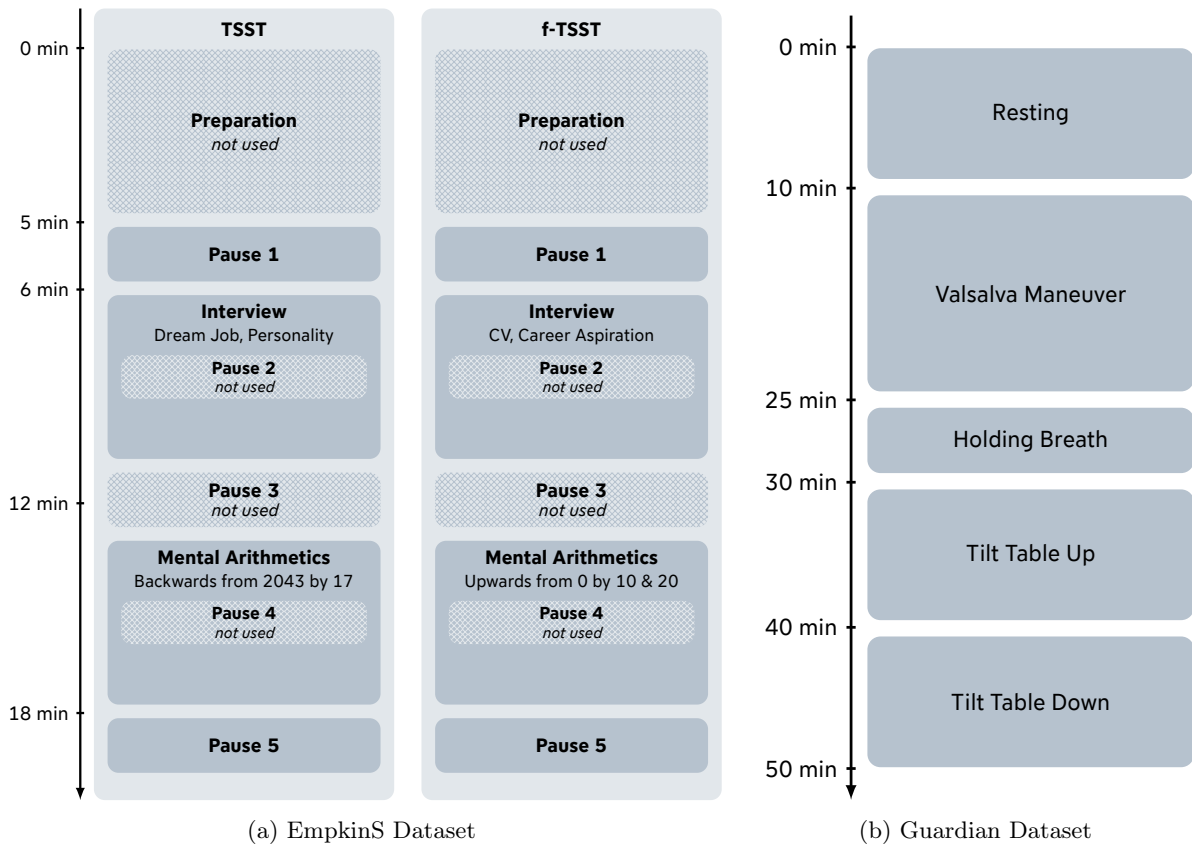 TSST
0 min
Preparation
not used
5 min
Pause 1
6 min
Interview
Dream Job, Personality
Pause 2
not used
Pause 3
12 min
not used
Mental Arithmetics
Backwards from 2043 by 17
Pause 4
not used
18 min
Pause 5
f-TSST
Preparation
not used
Pause 1
Interview
CV, Career Aspiration
Pause 2
not used
Pause 3
not used
Mental Arithmetics
Upwards from 0 by 10 & 20
Pause 4
not used
Pause 5
(a) EmpkinS Dataset
0 min
Resting
10 min
Valsalva Maneuver
25 min
Holding Breath
30 min
Tilt Table Up
40 min
Tilt Table Down
50 min
(b) Guardian Dataset